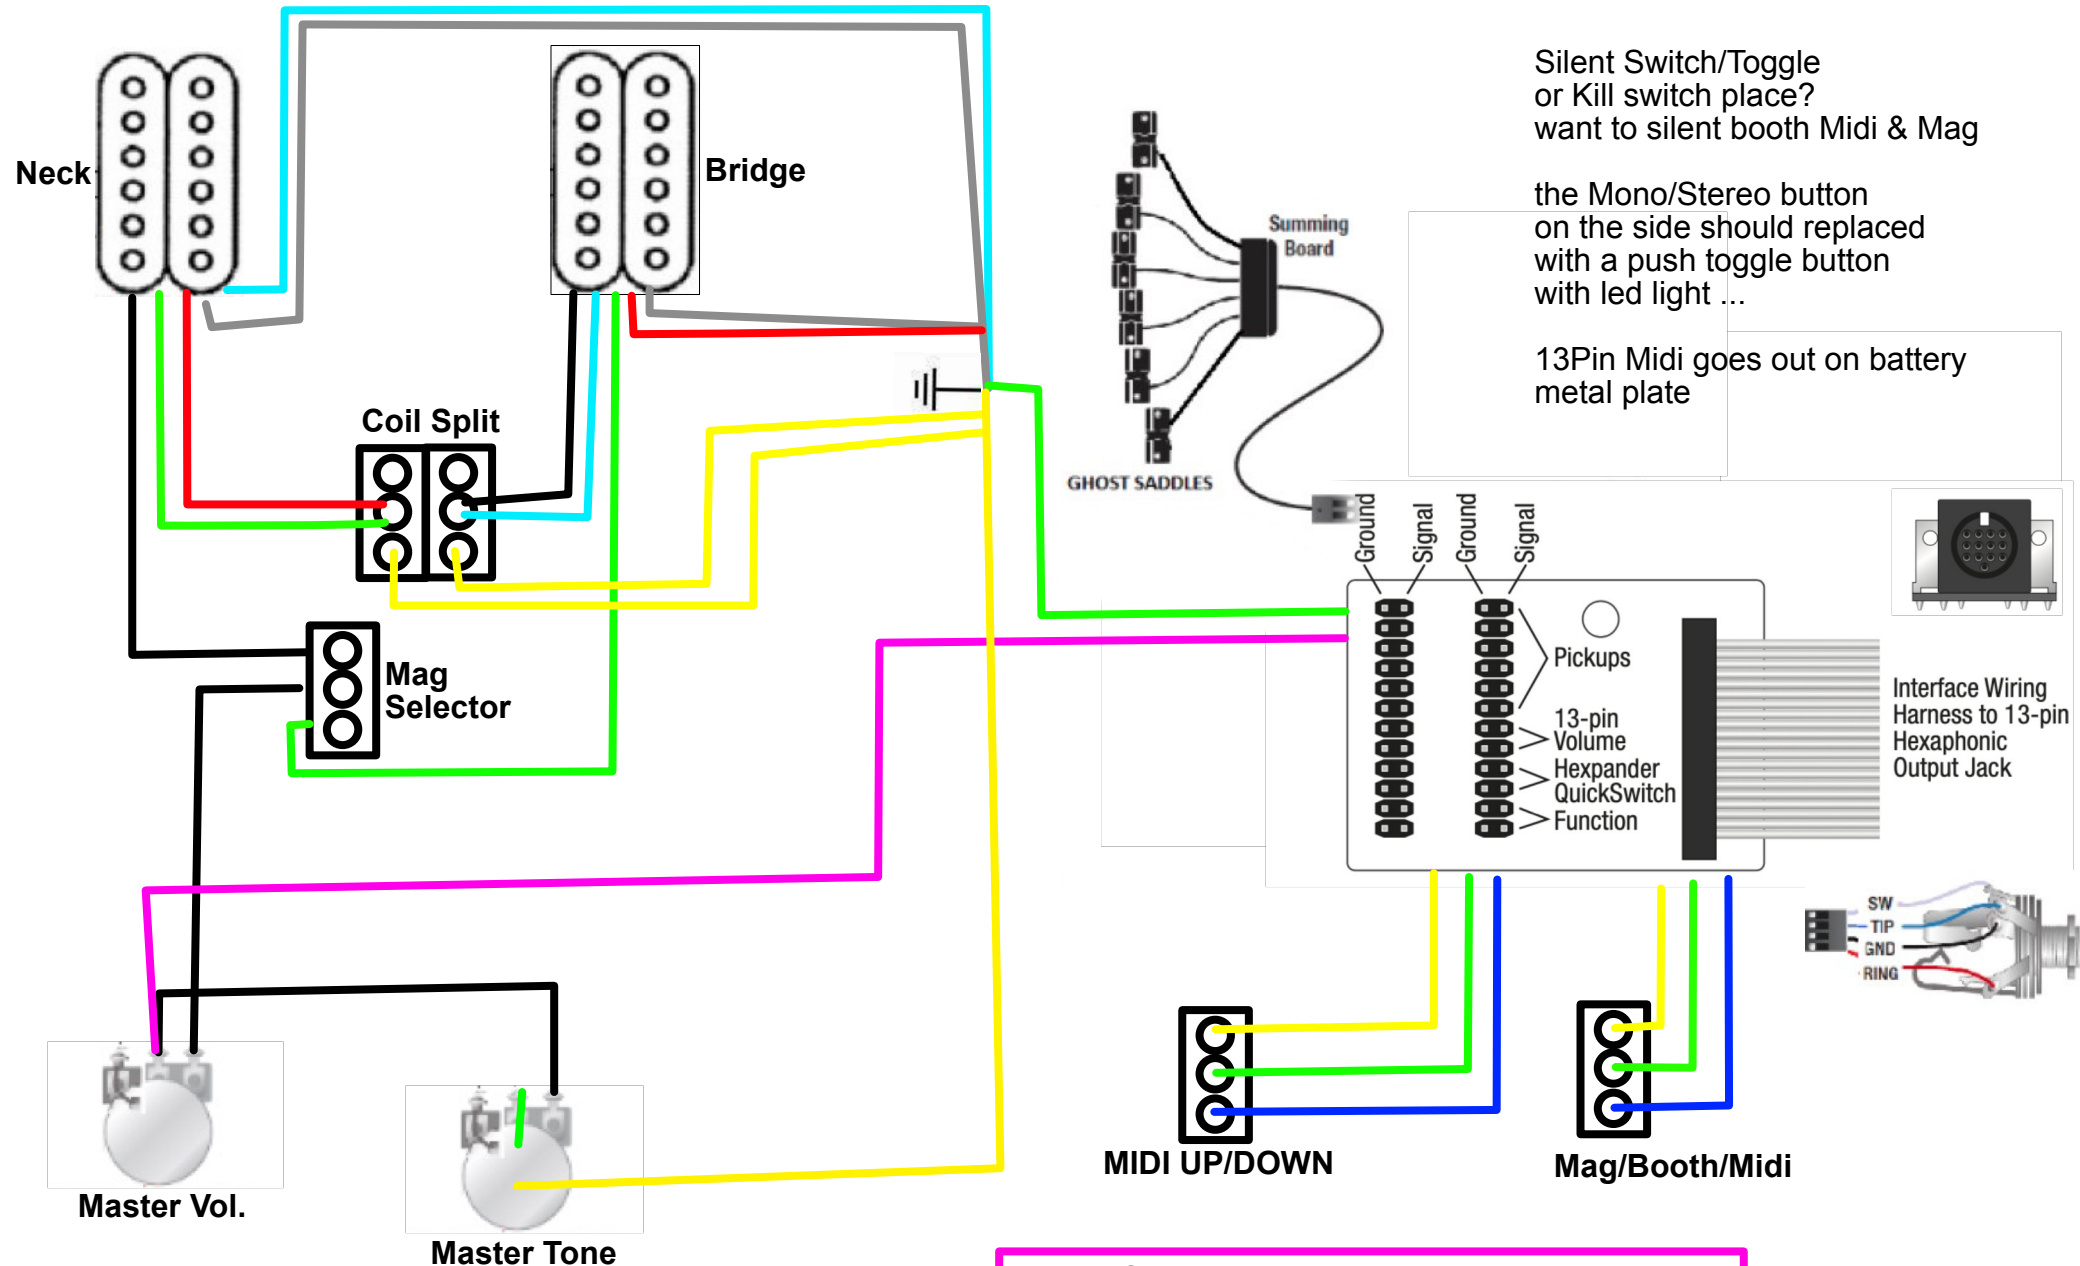 Silent Switch/Toggle
or Kill switch place?
want to silent booth Midi & Mag
the Mono/Stereo button
on the side should replaced
with a push toggle button
with led light ...
13Pin Midi goes out on battery
metal plate
Neck
Bridge
Summing
Board
GHOST SADDLES
Coil Split
Mag
Selector
Ground
Signal
Ground
Signal
Pickups
13-pin
Volume
Hexpander
QuickSwitch
Function
Interface Wiring
Harness to 13-pin
Hexaphonic
Output Jack
SW
TIP
GND
RING
MIDI UP/DOWN
Mag/Booth/Midi
Master Vol.
Master Tone